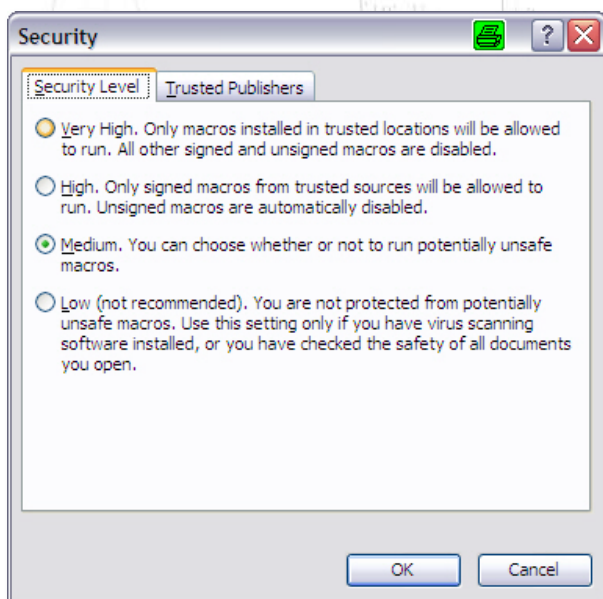 Security
Security Level
Trusted Publishers
Very High. Only macros installed in trusted locations will be allowed
to run. All other signed and unsigned macros are disabled.
High. Only signed macros from trusted sources will be allowed to
run. Unsigned macros are automatically disabled.
Medium. You can choose whether or not to run potentially unsafe
macros.
Low (not recommended). You are not protected from potentially
unsafe macros. Use this setting only if you have virus scanning
software installed, or you have checked the safety of all documents
you open.
OK
Cancel